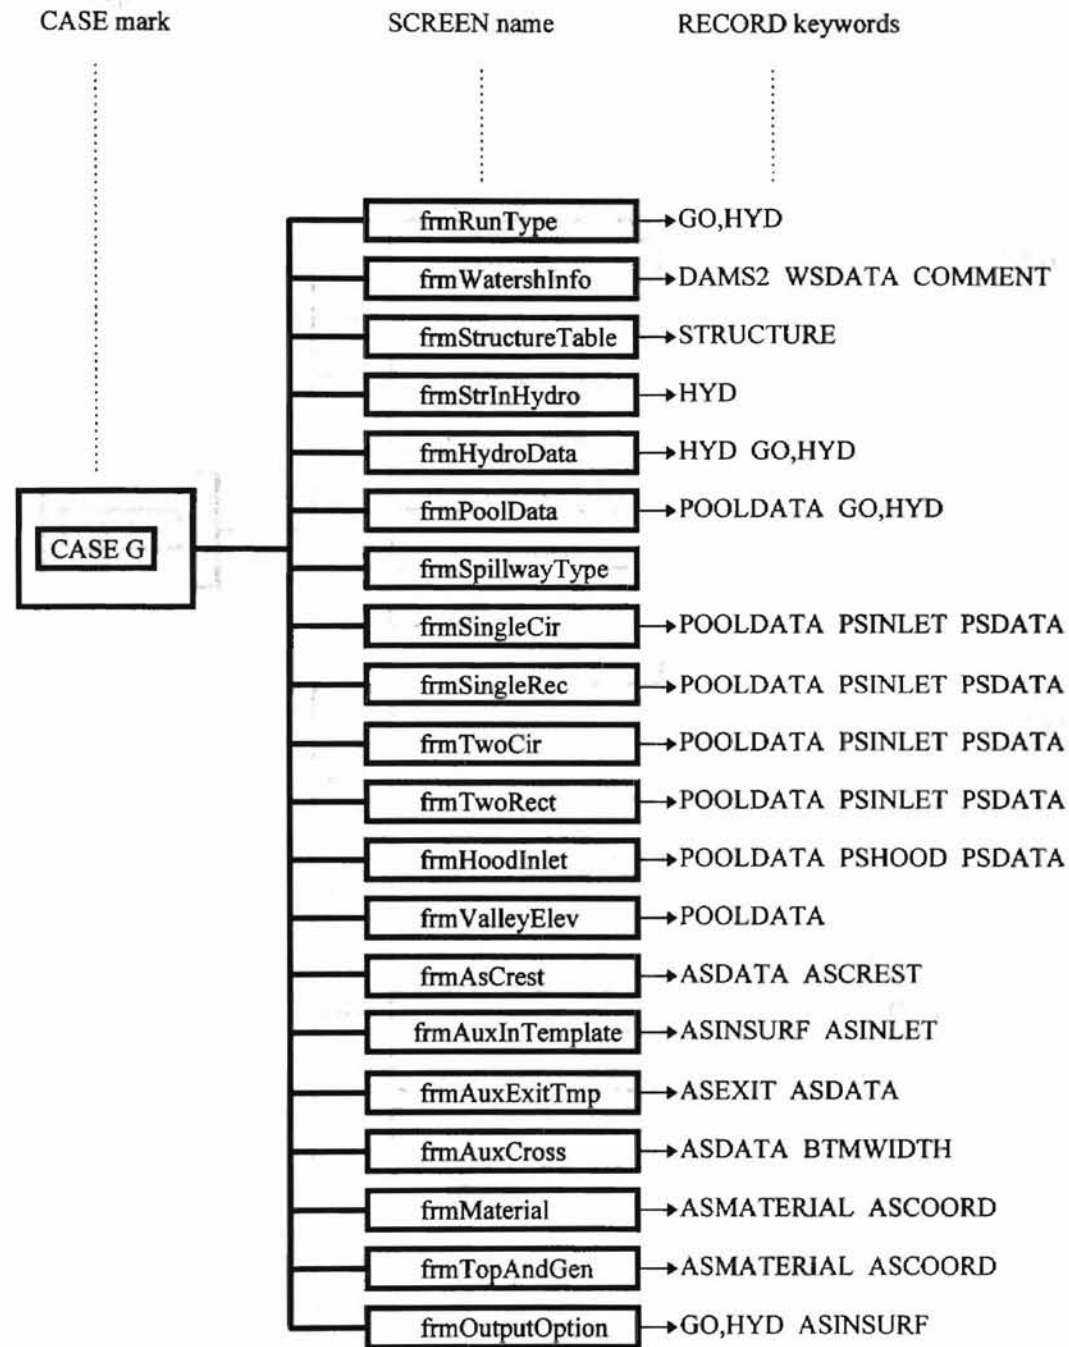 CASE mark SCREEN name RECORD keywords
frmRunType GO,HYD
frmWatershInfo DAMS2 WSDATA COMMENT
frmStructureTable STRUCTURE
frmStrInHydro HYD
frmHydroData HYD GO,HYD
frmPoolData POOLDATA GO,HYD
CASE G
frmSpillwayType
frmSingleCir POOLDATA PSINLET PSDATA
frmSingleRec POOLDATA PSINLET PSDATA
frmTwoCir POOLDATA PSINLET PSDATA
frmTwoRect POOLDATA PSINLET PSDATA
frmHoodInlet POOLDATA PSHOOD PSDATA
frmValleyElev POOLDATA
frmAsCrest ASDATA ASCREST
frmAuxInTemplate ASINSURF ASINLET
frmAuxExitTmp ASEXIT ASDATA
frmAuxCross ASDATA BTMWIDTH
frmMaterial ASMATERIAL ASCOORD
frmTopAndGen ASMATERIAL ASCOORD
frmOutputOption GO,HYD ASINSURF